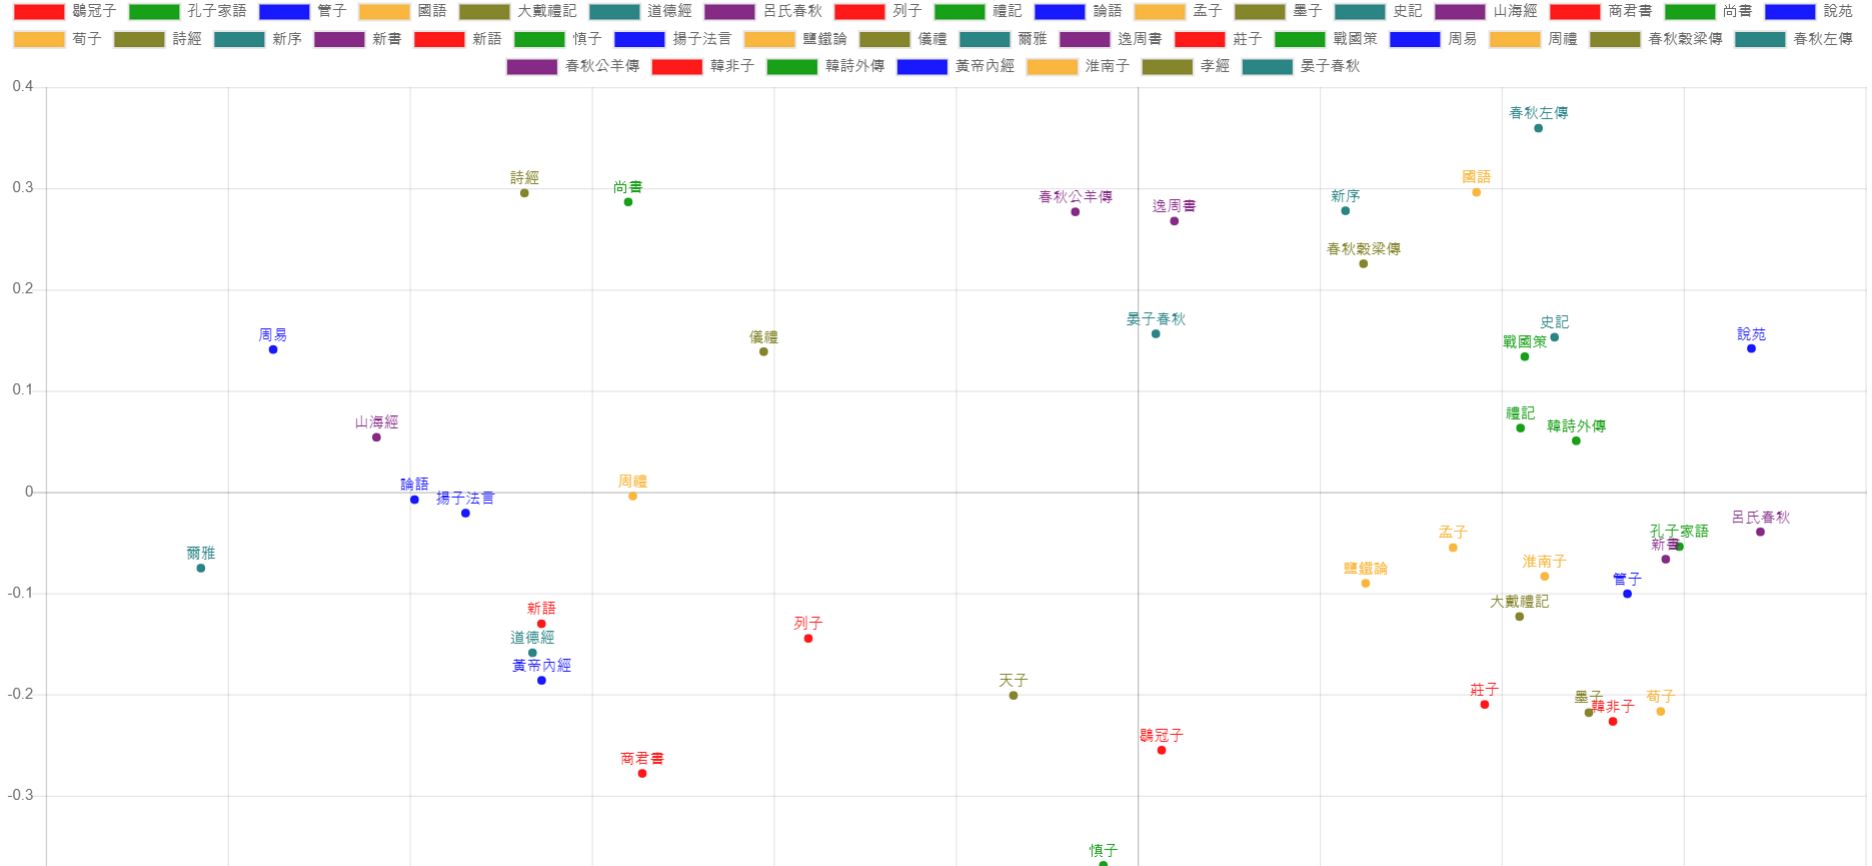 鶡冠子 孔子家語 管子 國語 大戴禮記 道德經 呂氏春秋 列子 禮記 論語 孟子 墨子 史記 山海經 商君書 尚書 說苑
荀子 詩經 新序 新書 新語 慎子 揚子法言 鹽鐵論 儀禮 爾雅 逸周書 莊子 戰國策 周易 周禮 春秋穀梁傳 春秋左傳
春秋公羊傳 韓非子 韓詩外傳 黃帝內經 淮南子 孝經 晏子春秋
0.4
春秋左傳
詩經
國語
0.3
尚書
春秋公羊傳
新序
逸周書
春秋穀梁傳
0.2
晏子春秋
史記
周易
儀禮
說苑
戰國策
0.1
禮記
山海經
韓詩外傳
周禮
論語
0
揚子法言
呂氏春秋
孔子家語
孟子
新書
爾雅
淮南子
鹽鐵論
管子
-0.1
大戴禮記
新語
列子
道德經
黃帝內經
天子
莊子
-0.2
墨子
荀子
韓非子
鶡冠子
商君書
-0.3
慎子